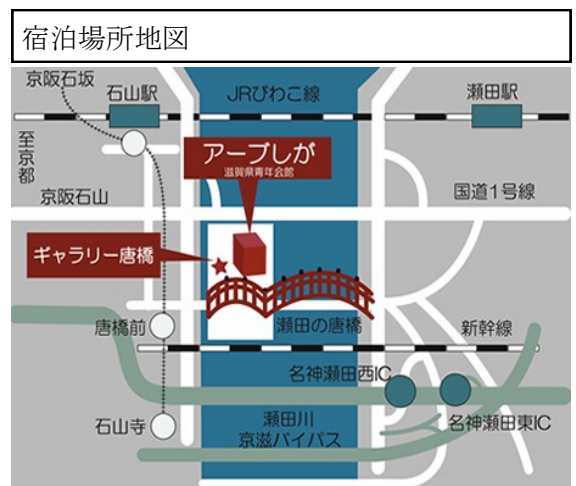 宿泊場所地図
京阪石坂
石山駅
JRびわこ線
瀬田駅
至京都
アーブしが
滋賀県青年会館
京阪石山
国道1号線
ギャラリー唐橋
唐橋前
瀬田の唐橋
新幹線
名神瀬田西IC
石山寺
瀬田川
名神瀬田東IC
京滋バイパス